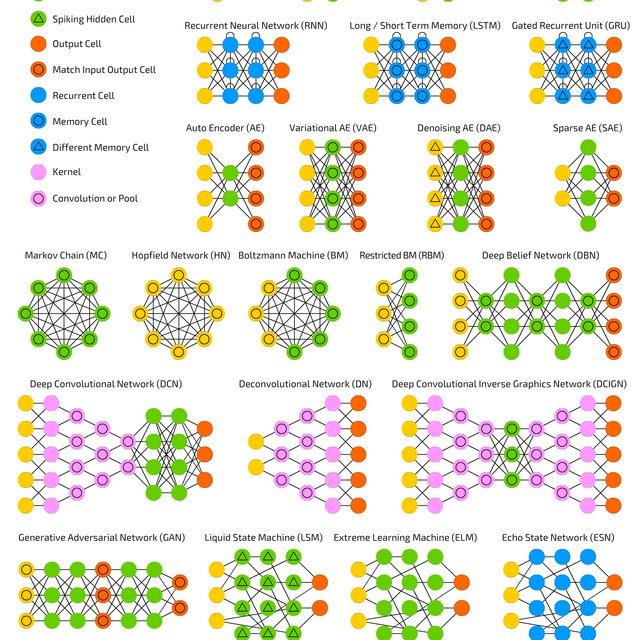 Spiking Hidden Cell
Output Cell
Match Input Output Cell
Recurrent Cell
Memory Cell
Different Memory Cell
Kernel
Convolution or Pool
Recurrent Neural Network (RNN)
Long / Short Term Memory (LSTM)
Gated Recurrent Unit (GRU)
Auto Encoder (AE)
Variational AE (VAE)
Denoising AE (DAE)
Sparse AE (SAE)
Markov Chain (MC)
Hopfield Network (HN)
Boltzmann Machine (BM)
Restricted BM (RBM)
Deep Belief Network (DBN)
Deep Convolutional Network (DCN)
Deconvolutional Network (DN)
Deep Convolutional Inverse Graphics Network (DCIGN)
Generative Adversarial Network (GAN)
Liquid State Machine (LSM)
Extreme Learning Machine (ELM)
Echo State Network (ESN)